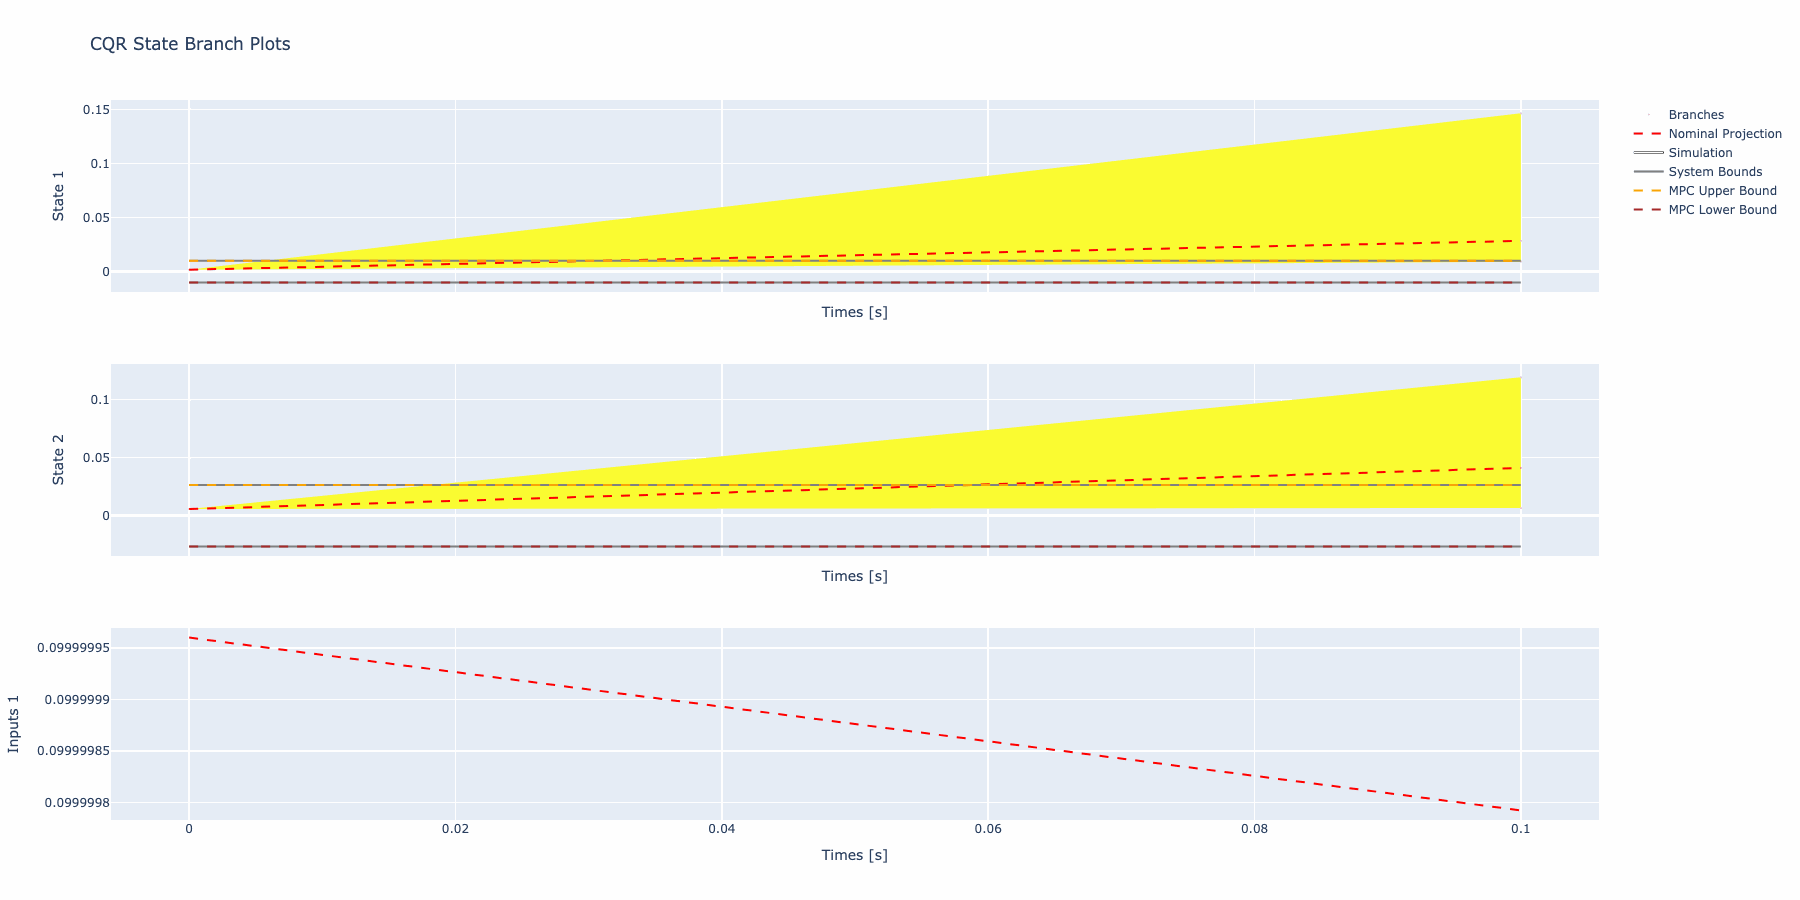 CQR State Branch Plots
0.15
0.1
0.05
0
State 1
Times [s]
Branches
Nominal Projection
Simulation
System Bounds
MPC Upper Bound
MPC Lower Bound
0.1
0.05
0
State 2
Times [s]
0.09999995
0.0999999
0.09999985
0.0999998
Inputs 1
0
0.02
0.04
0.06
0.08
0.1
Times [s]